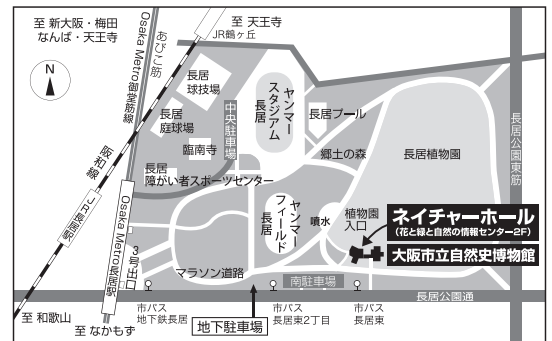 至 新大阪・梅田
なんば・天王寺
至 天王寺
JR鶴ヶ丘
Osaka Metro御堂筋線
あびこ筋
N
長居
球技場
長居
庭球場
臨南寺
長居
障がい者スポーツセンター
中央駐車場
ヤンマー
スタジアム
長居
長居プール
郷土の森
長居植物園
長居公園東筋
阪和線
JR長居駅
Osaka Metro長居駅
3号出口
ヤンマー
フィールド
長居
噴水
植物園
入口
ネイチャーホール
(花と緑と自然の情報センター2F)
大阪市立自然史博物館
マラソン道路
南駐車場
長居公園通
市バス
地下鉄長居
市バス
長居東2丁目
市バス
長居東
地下駐車場
至 和歌山
至 なかもず